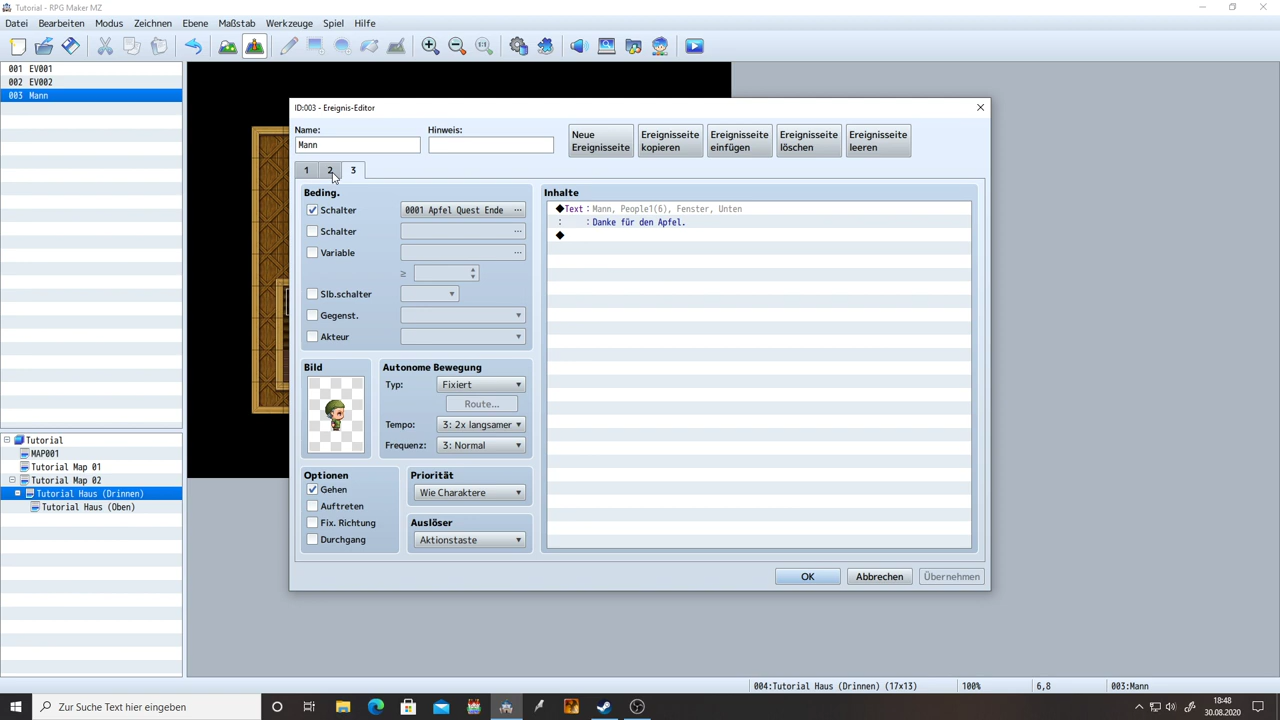 Tutorial - RPG Maker MZ
Datei Bearbeiten Modus Zeichnen Ebene Maßstab Werkzeuge Spiel Hilfe
001 EV001
002 EV002
003 Mann
ID:003 - Ereignis-Editor
Name:
Hinweis:
Mann
Neue Ereignisseite
Ereignisseite kopieren
Ereignisseite einfügen
Ereignisseite löschen
Ereignisseite leeren
1 2 3
Beding.
Schalter 0001 Apfel Quest Ende ...
Schalter ...
Variable ...
≥
Slb.schalter
Gegenst.
Akteur
Bild
Autonome Bewegung
Typ: Fixiert
Route...
Tempo: 3: 2x langsamer
Frequenz: 3: Normal
Optionen
Gehen
Auftreten
Fix. Richtung
Durchgang
Priorität
Wie Charaktere
Auslöser
Aktionstaste
Inhalte
◆Text：Mann, People1(6), Fenster, Unten
：　　：Danke für den Apfel.
◆
OK Abbrechen Übernehmen
Tutorial
MAP001
Tutorial Map 01
Tutorial Map 02
Tutorial Haus (Drinnen)
Tutorial Haus (Oben)
004:Tutorial Haus (Drinnen) (17x13) 100% 6,8 003:Mann
Zur Suche Text hier eingeben
18:48
30.08.2020